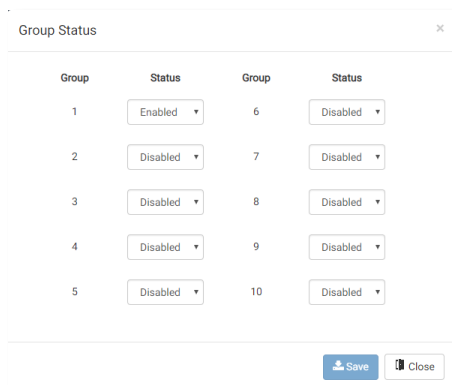 Group Status ×
Group Status Group Status
1 Enabled 6 Disabled
2 Disabled 7 Disabled
3 Disabled 8 Disabled
4 Disabled 9 Disabled
5 Disabled 10 Disabled
Save Close